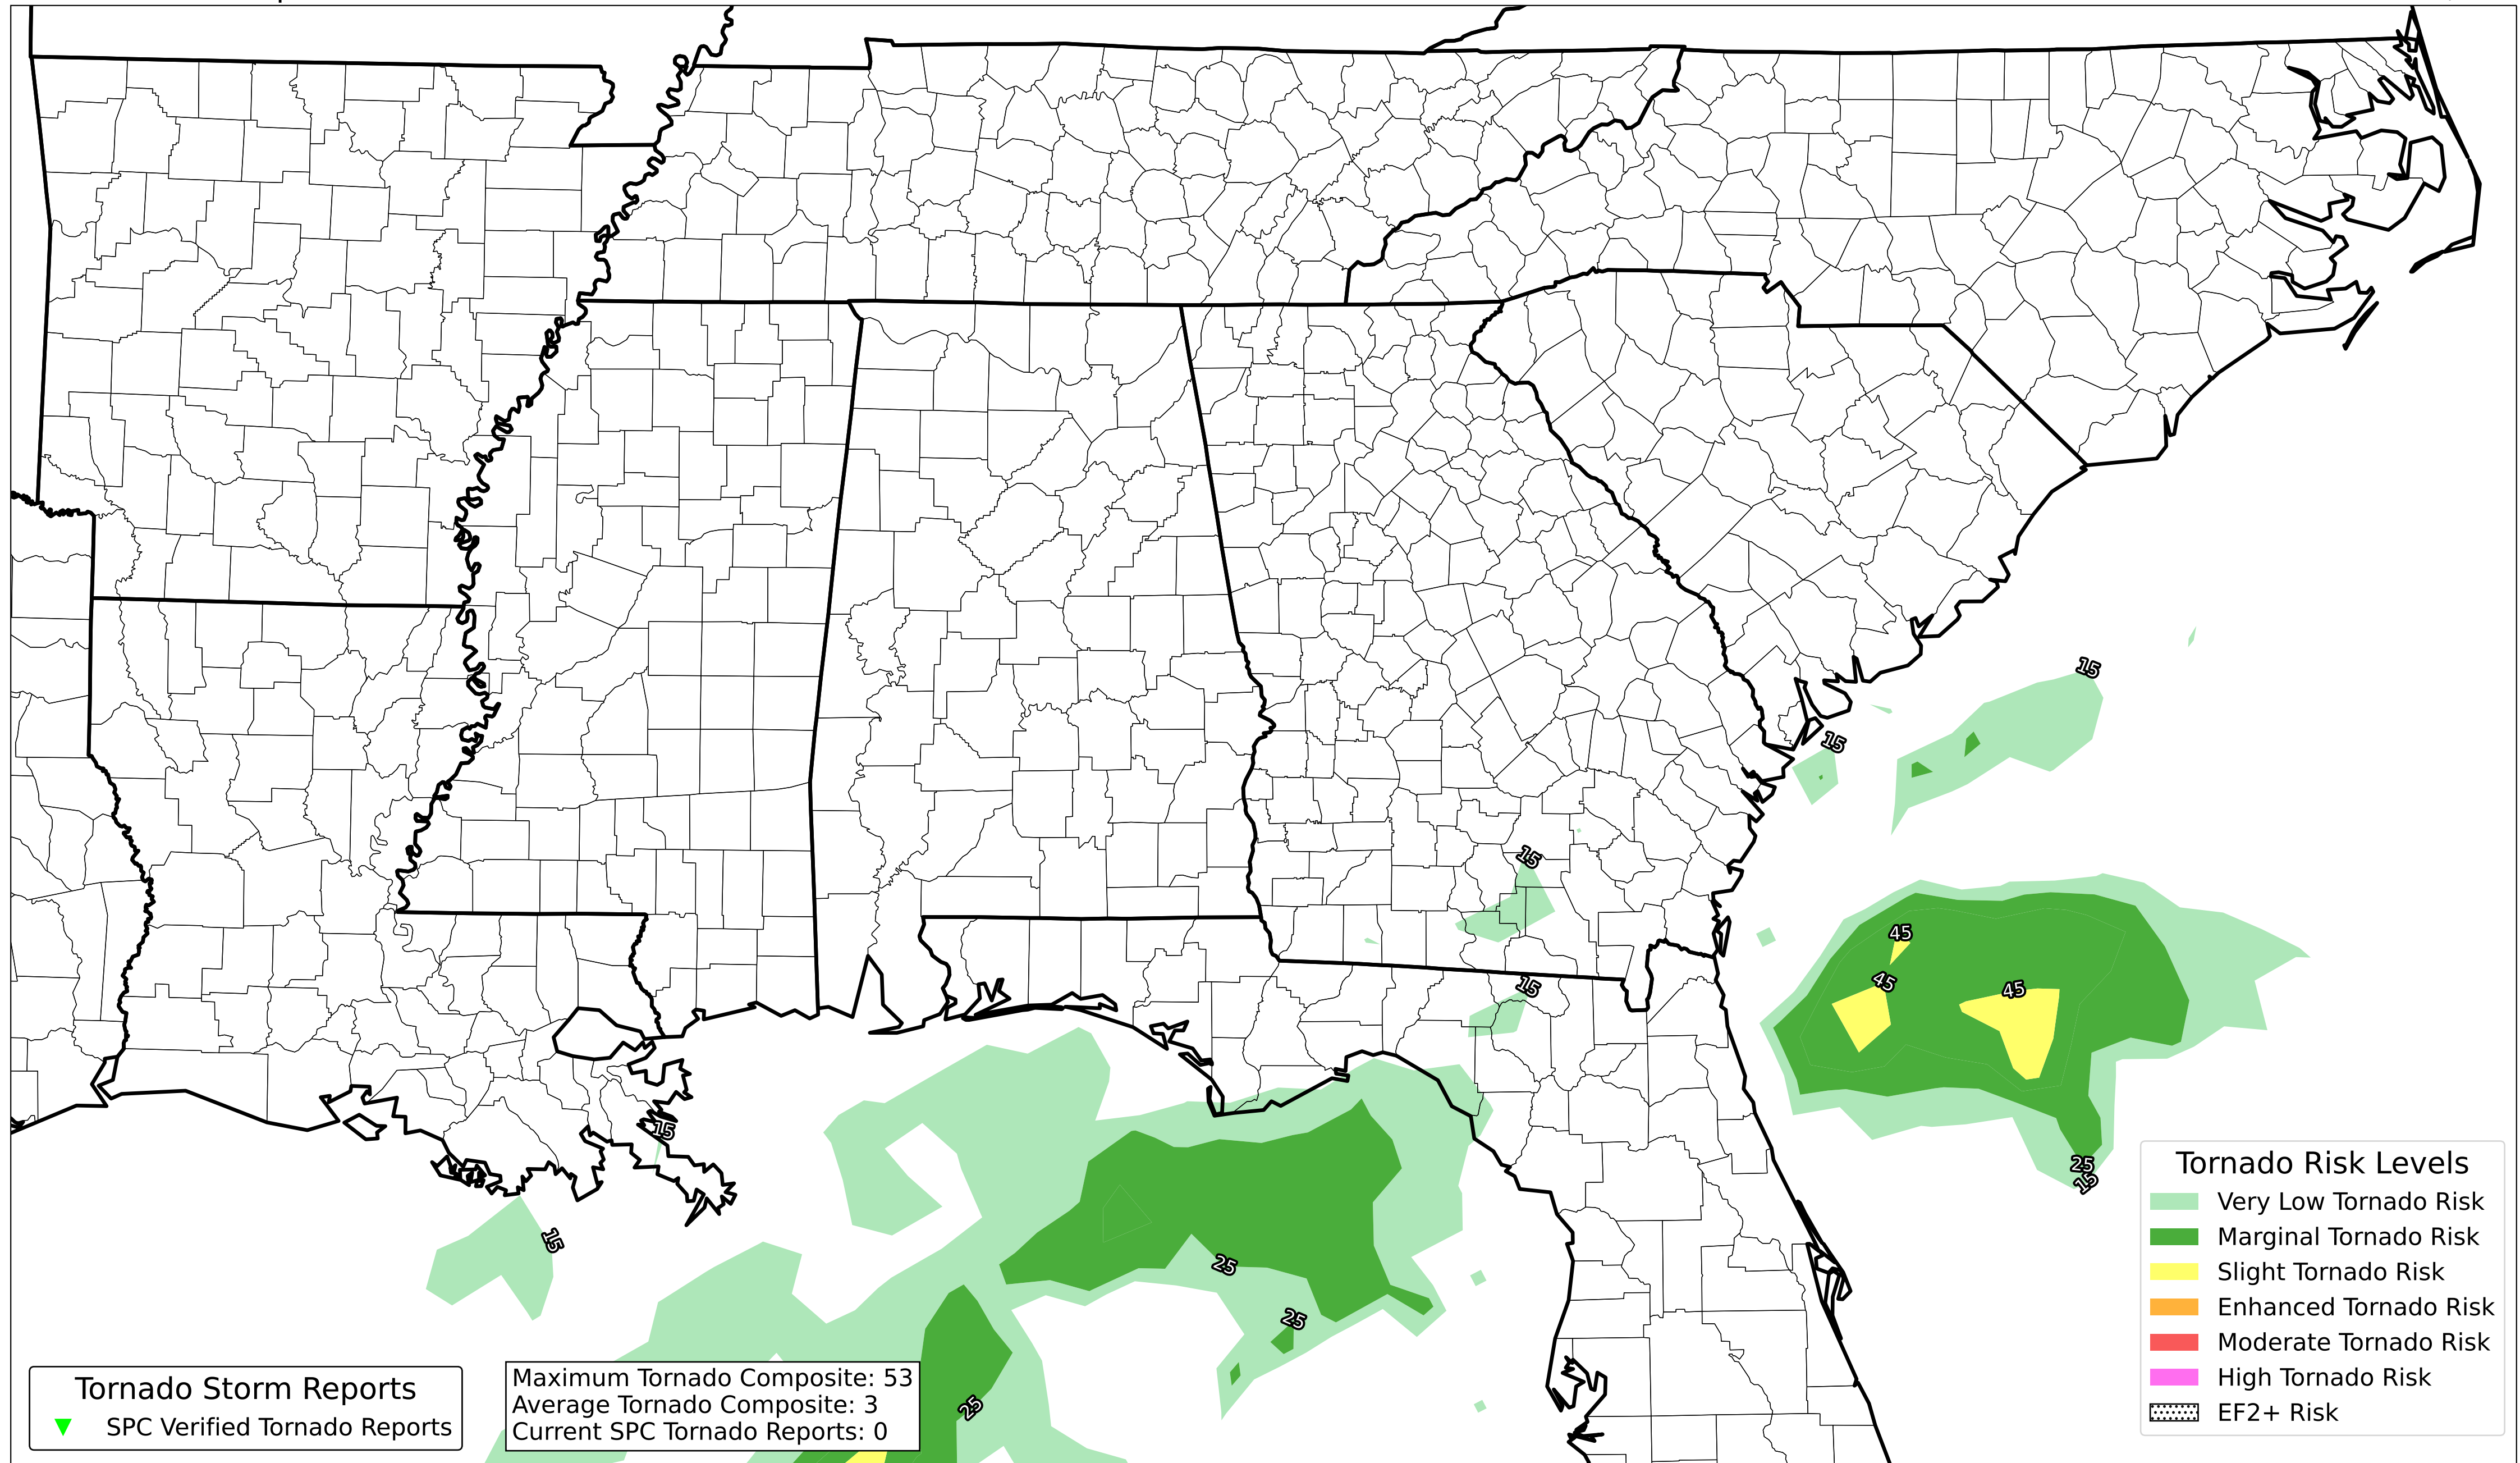 15
15
15
45
45
45
15
15
25
15
15
25
25
25
Tornado Storm Reports
SPC Verified Tornado Reports
Maximum Tornado Composite: 53
Average Tornado Composite: 3
Current SPC Tornado Reports: 0
Tornado Risk Levels
Very Low Tornado Risk
Marginal Tornado Risk
Slight Tornado Risk
Enhanced Tornado Risk
Moderate Tornado Risk
High Tornado Risk
EF2+ Risk